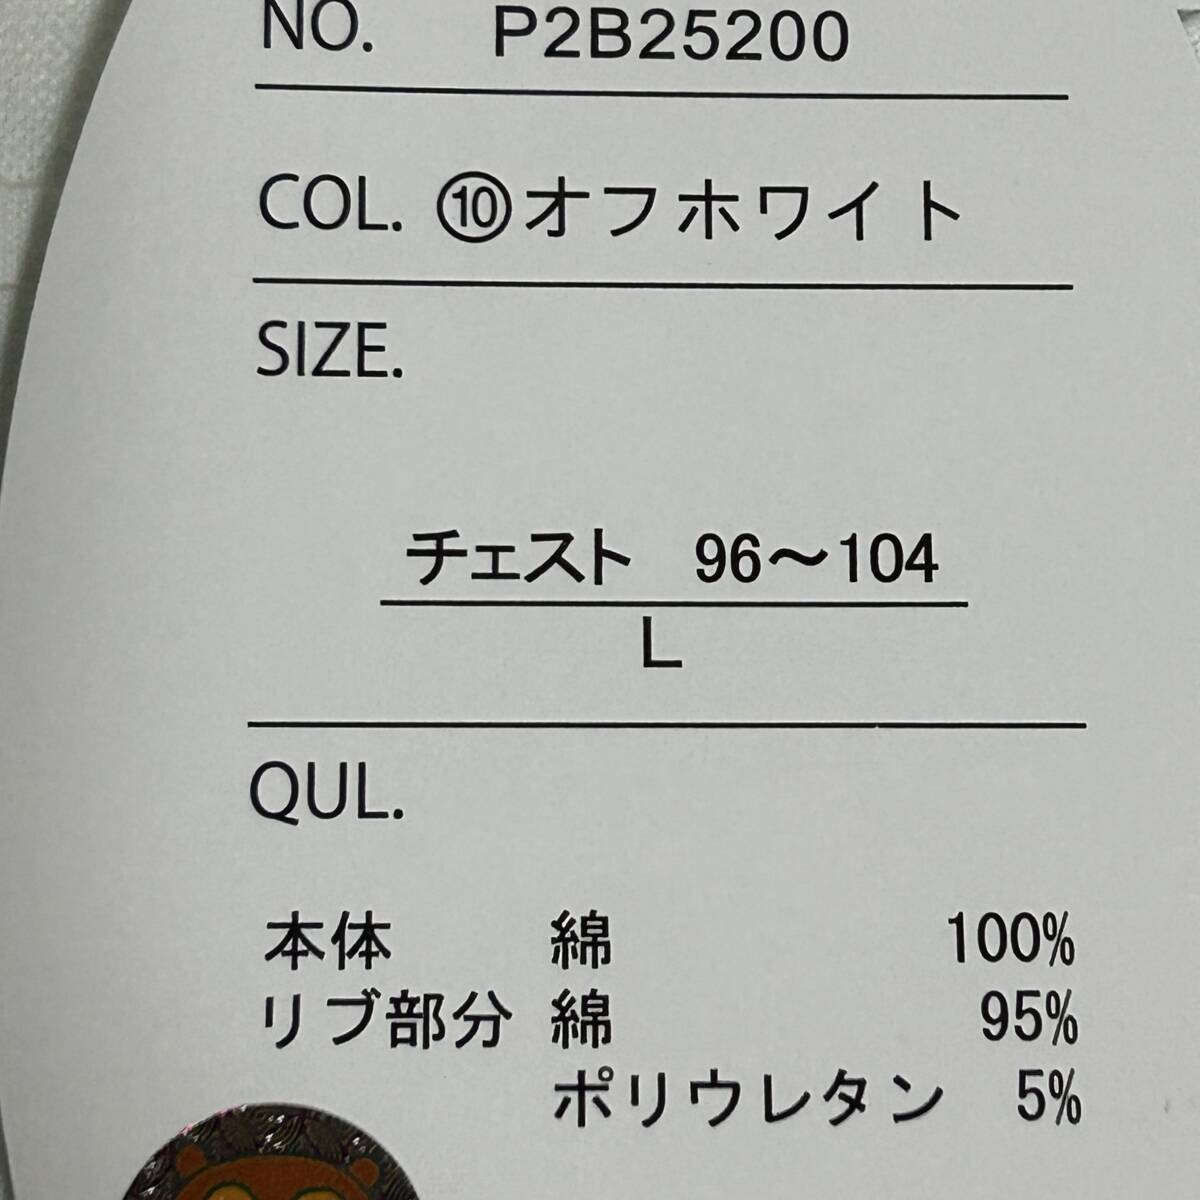 NO. P2B25200
COL. ⑩オフホワイト
SIZE.
チェスト 96～104
L
QUL.
本体 綿 100%
リブ部分 綿 95%
ポリウレタン 5%